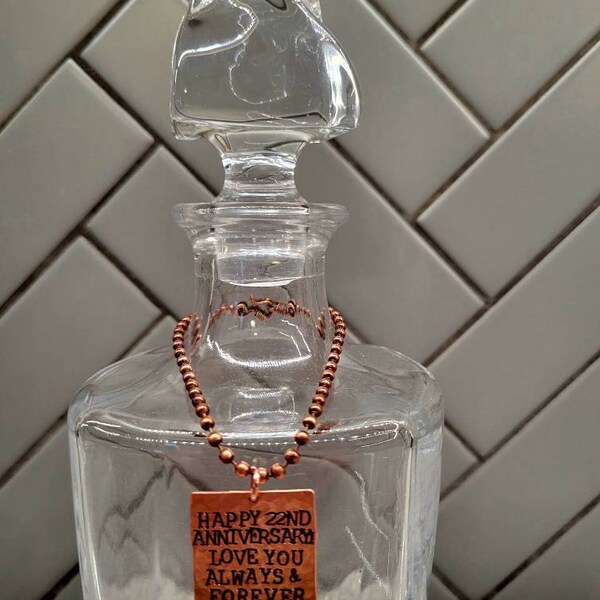 HAPPY 22ND
ANNIVERSARY!
LOVE YOU
ALWAYS &
FOREVER